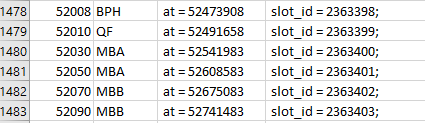 1478 52008 BPH at = 52473908 slot_id = 2363398;
1479 52010 QF at = 52491658 slot_id = 2363399;
1480 52030 MBA at = 52541983 slot_id = 2363400;
1481 52050 MBA at = 52608583 slot_id = 2363401;
1482 52070 MBB at = 52675083 slot_id = 2363402;
1483 52090 MBB at = 52741483 slot_id = 2363403;